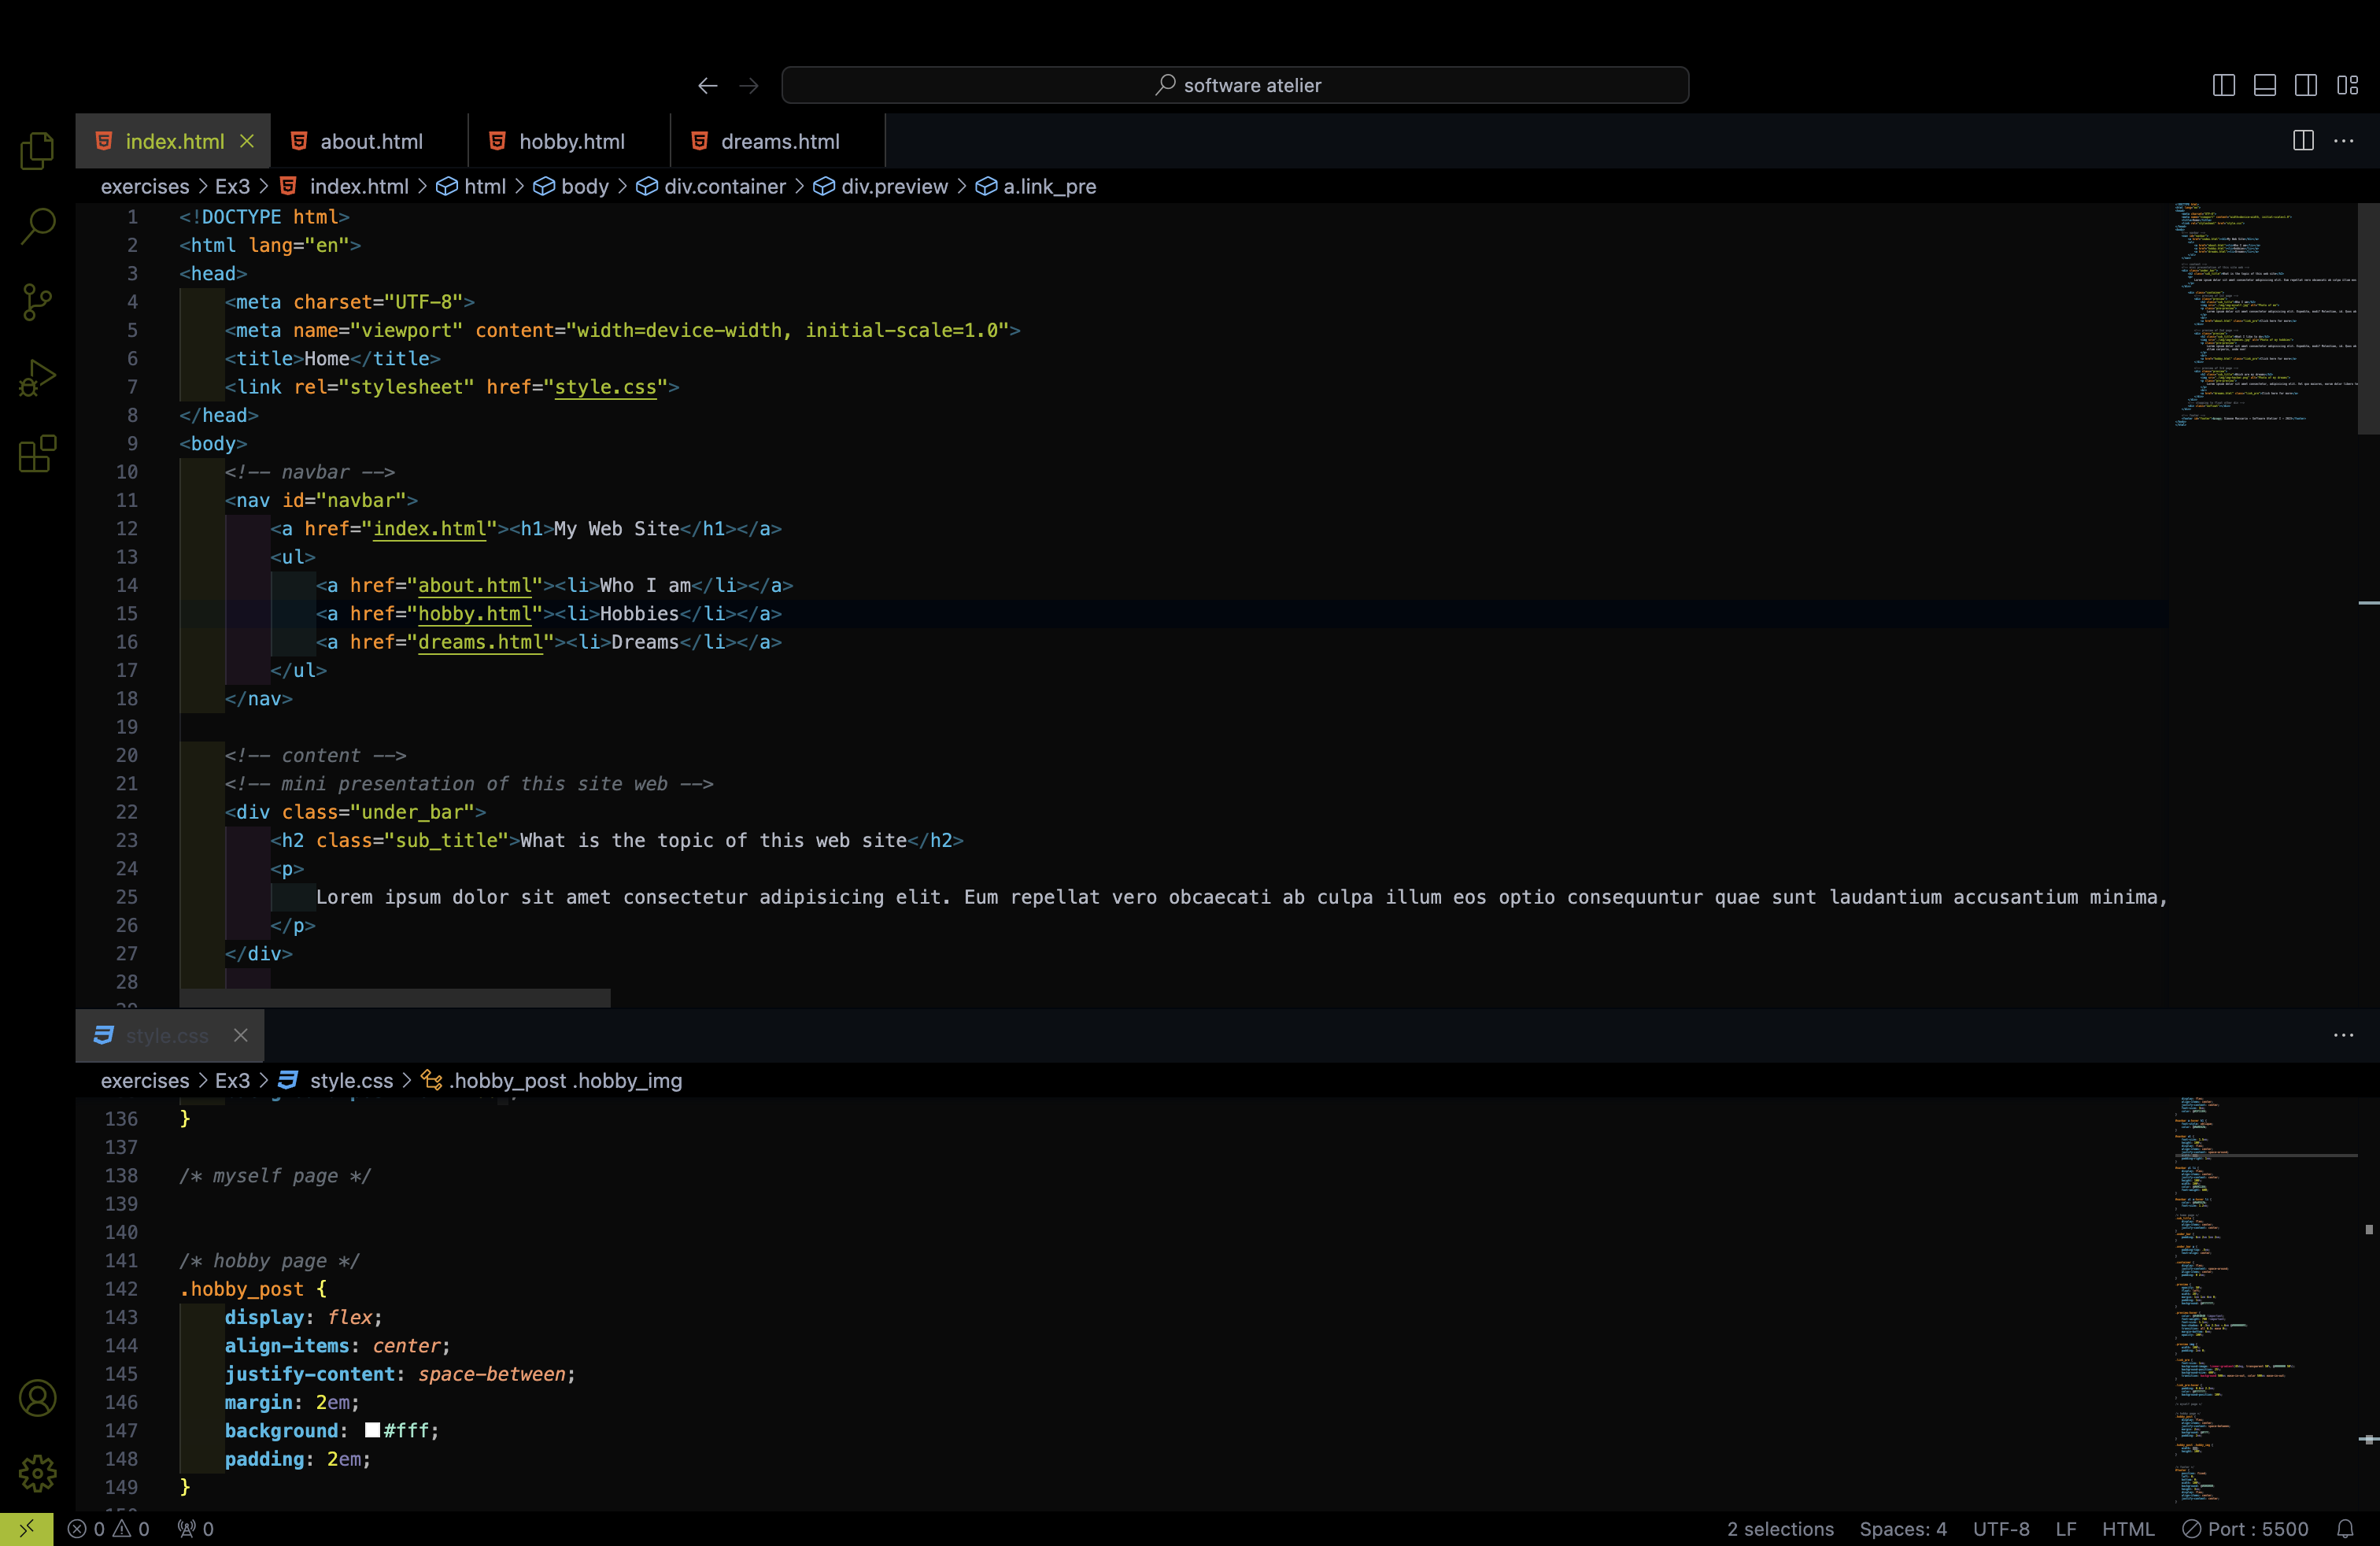 software atelier
index.html about.html hobby.html dreams.html
exercises > Ex3 > index.html > html > body > div.container > div.preview > a.link_pre
1 <!DOCTYPE html>
2 <html lang="en">
3 <head>
4 <meta charset="UTF-8">
5 <meta name="viewport" content="width=device-width, initial-scale=1.0">
6 <title>Home</title>
7 <link rel="stylesheet" href="style.css">
8 </head>
9 <body>
10 <!-- navbar -->
11 <nav id="navbar">
12 <a href="index.html"><h1>My Web Site</h1></a>
13 <ul>
14 <a href="about.html"><li>Who I am</li></a>
15 <a href="hobby.html"><li>Hobbies</li></a>
16 <a href="dreams.html"><li>Dreams</li></a>
17 </ul>
18 </nav>
19
20 <!-- content -->
21 <!-- mini presentation of this site web -->
22 <div class="under_bar">
23 <h2 class="sub_title">What is the topic of this web site</h2>
24 <p>
25 Lorem ipsum dolor sit amet consectetur adipisicing elit. Eum repellat vero obcaecati ab culpa illum eos optio consequuntur quae sunt laudantium accusantium minima,
26 </p>
27 </div>
28
style.css
exercises > Ex3 > style.css > .hobby_post .hobby_img
136 }
137
138 /* myself page */
139
140
141 /* hobby page */
142 .hobby_post {
143 display: flex;
144 align-items: center;
145 justify-content: space-between;
146 margin: 2em;
147 background: #fff;
148 padding: 2em;
149 }
0 0 0 2 selections Spaces: 4 UTF-8 LF HTML Port : 5500